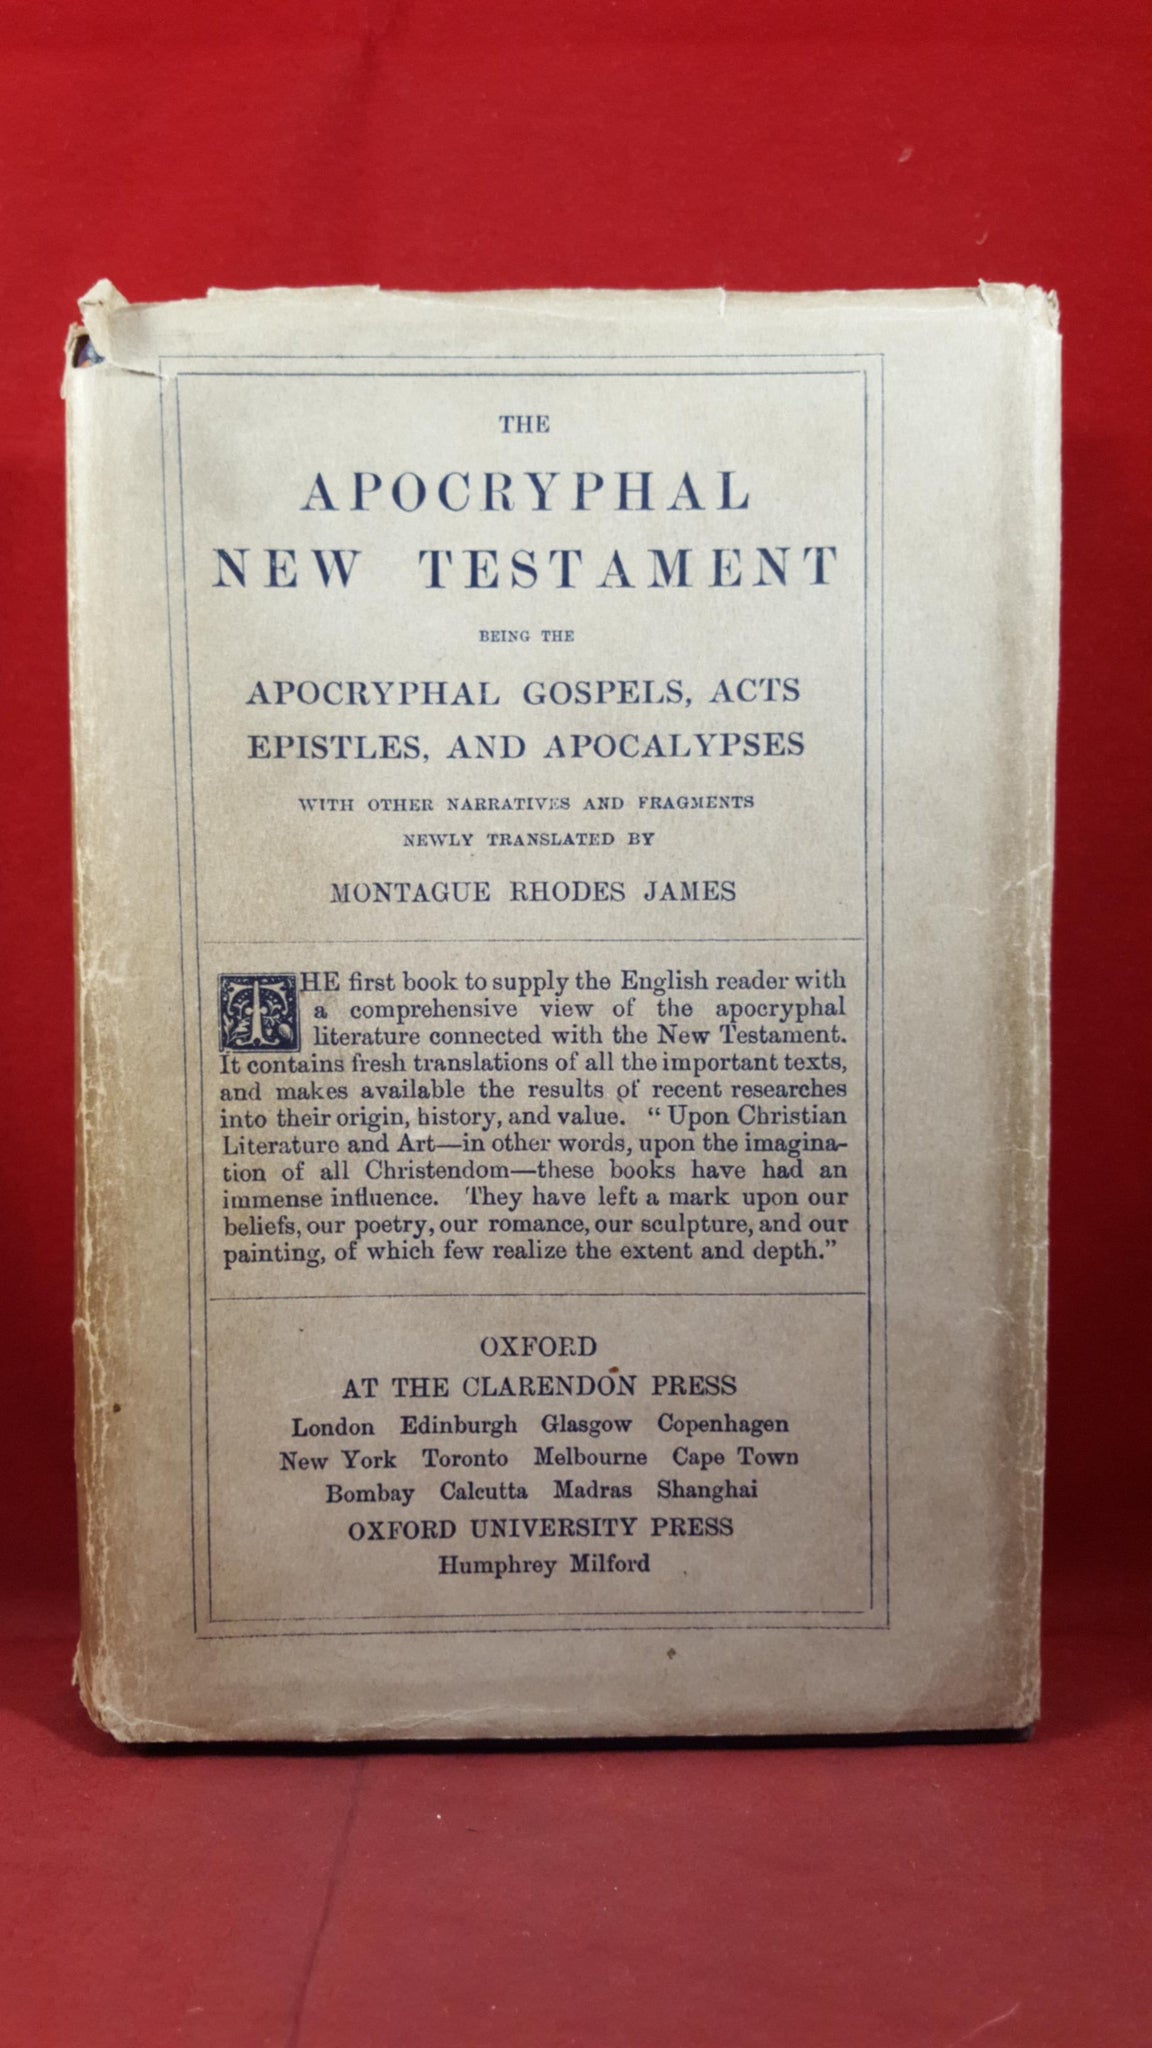 THE
APOCRYPHAL
NEW TESTAMENT
BEING THE
APOCRYPHAL GOSPELS, ACTS
EPISTLES, AND APOCALYPSES
WITH OTHER NARRATIVES AND FRAGMENTS
NEWLY TRANSLATED BY
MONTAGUE RHODES JAMES
THE first book to supply the English reader with
a comprehensive view of the apocryphal
literature connected with the New Testament.
It contains fresh translations of all the important texts,
and makes available the results of recent researches
into their origin, history, and value. “Upon Christian
Literature and Art—in other words, upon the imagina-
tion of all Christendom—these books have had an
immense influence. They have left a mark upon our
beliefs, our poetry, our romance, our sculpture, and our
painting, of which few realize the extent and depth.”
OXFORD
AT THE CLARENDON PRESS
London Edinburgh Glasgow Copenhagen
New York Toronto Melbourne Cape Town
Bombay Calcutta Madras Shanghai
OXFORD UNIVERSITY PRESS
Humphrey Milford